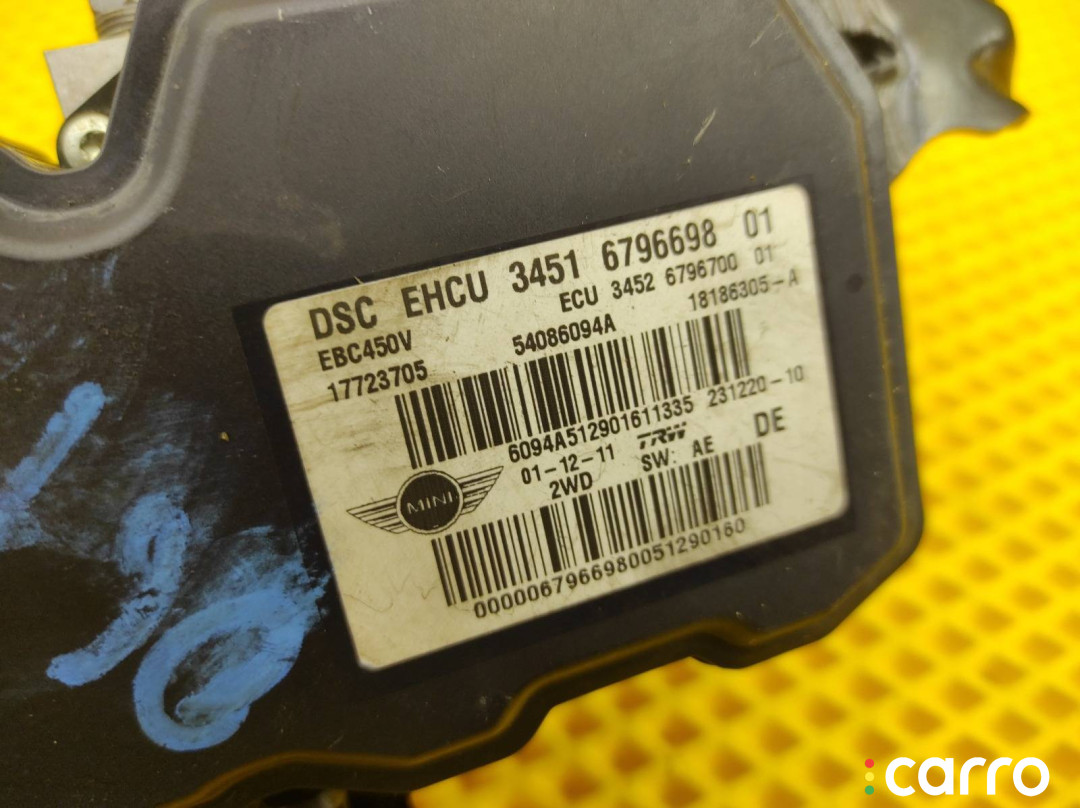 DSC EHCU 3451 6796698 01
EBC450V ECU 3452 6796700 01
17723705 54086094A 18186305-A
6094A512901611335 231220-10
01-12-11 TRW DE
2WD SW: AE
MINI
0000067966980051290160
carro